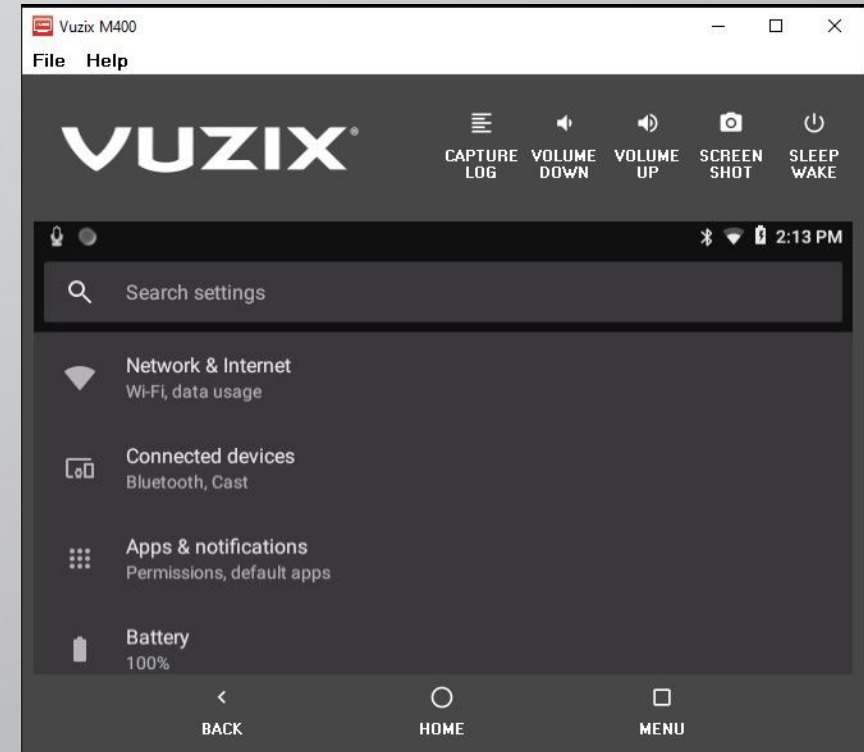 Vuzix M400
File Help
VUZIX®
CAPTURE LOG
VOLUME DOWN
VOLUME UP
SCREEN SHOT
SLEEP WAKE
2:13 PM
Search settings
Network & Internet
Wi-Fi, data usage
Connected devices
Bluetooth, Cast
Apps & notifications
Permissions, default apps
Battery
100%
BACK HOME MENU